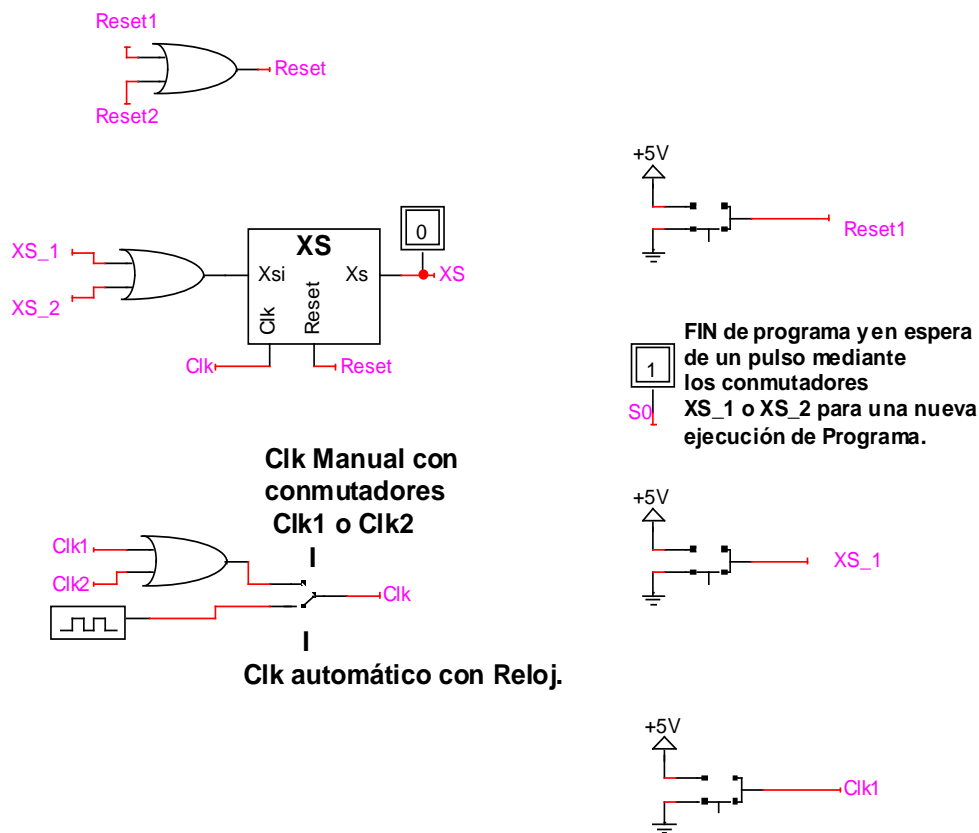 Reset1
Reset
Reset2
+5V
Reset1
0
XS
XS_1
Xsi
Xs
XS
XS_2
Clk
Reset
Clk
Reset
FIN de programa y en espera
de un pulso mediante
los conmutadores
XS_1 o XS_2 para una nueva
ejecución de Programa.
1
S0
Clk Manual con
conmutadores
Clk1 o Clk2
+5V
XS_1
Clk1
Clk2
Clk
I
I
Clk automático con Reloj.
+5V
Clk1